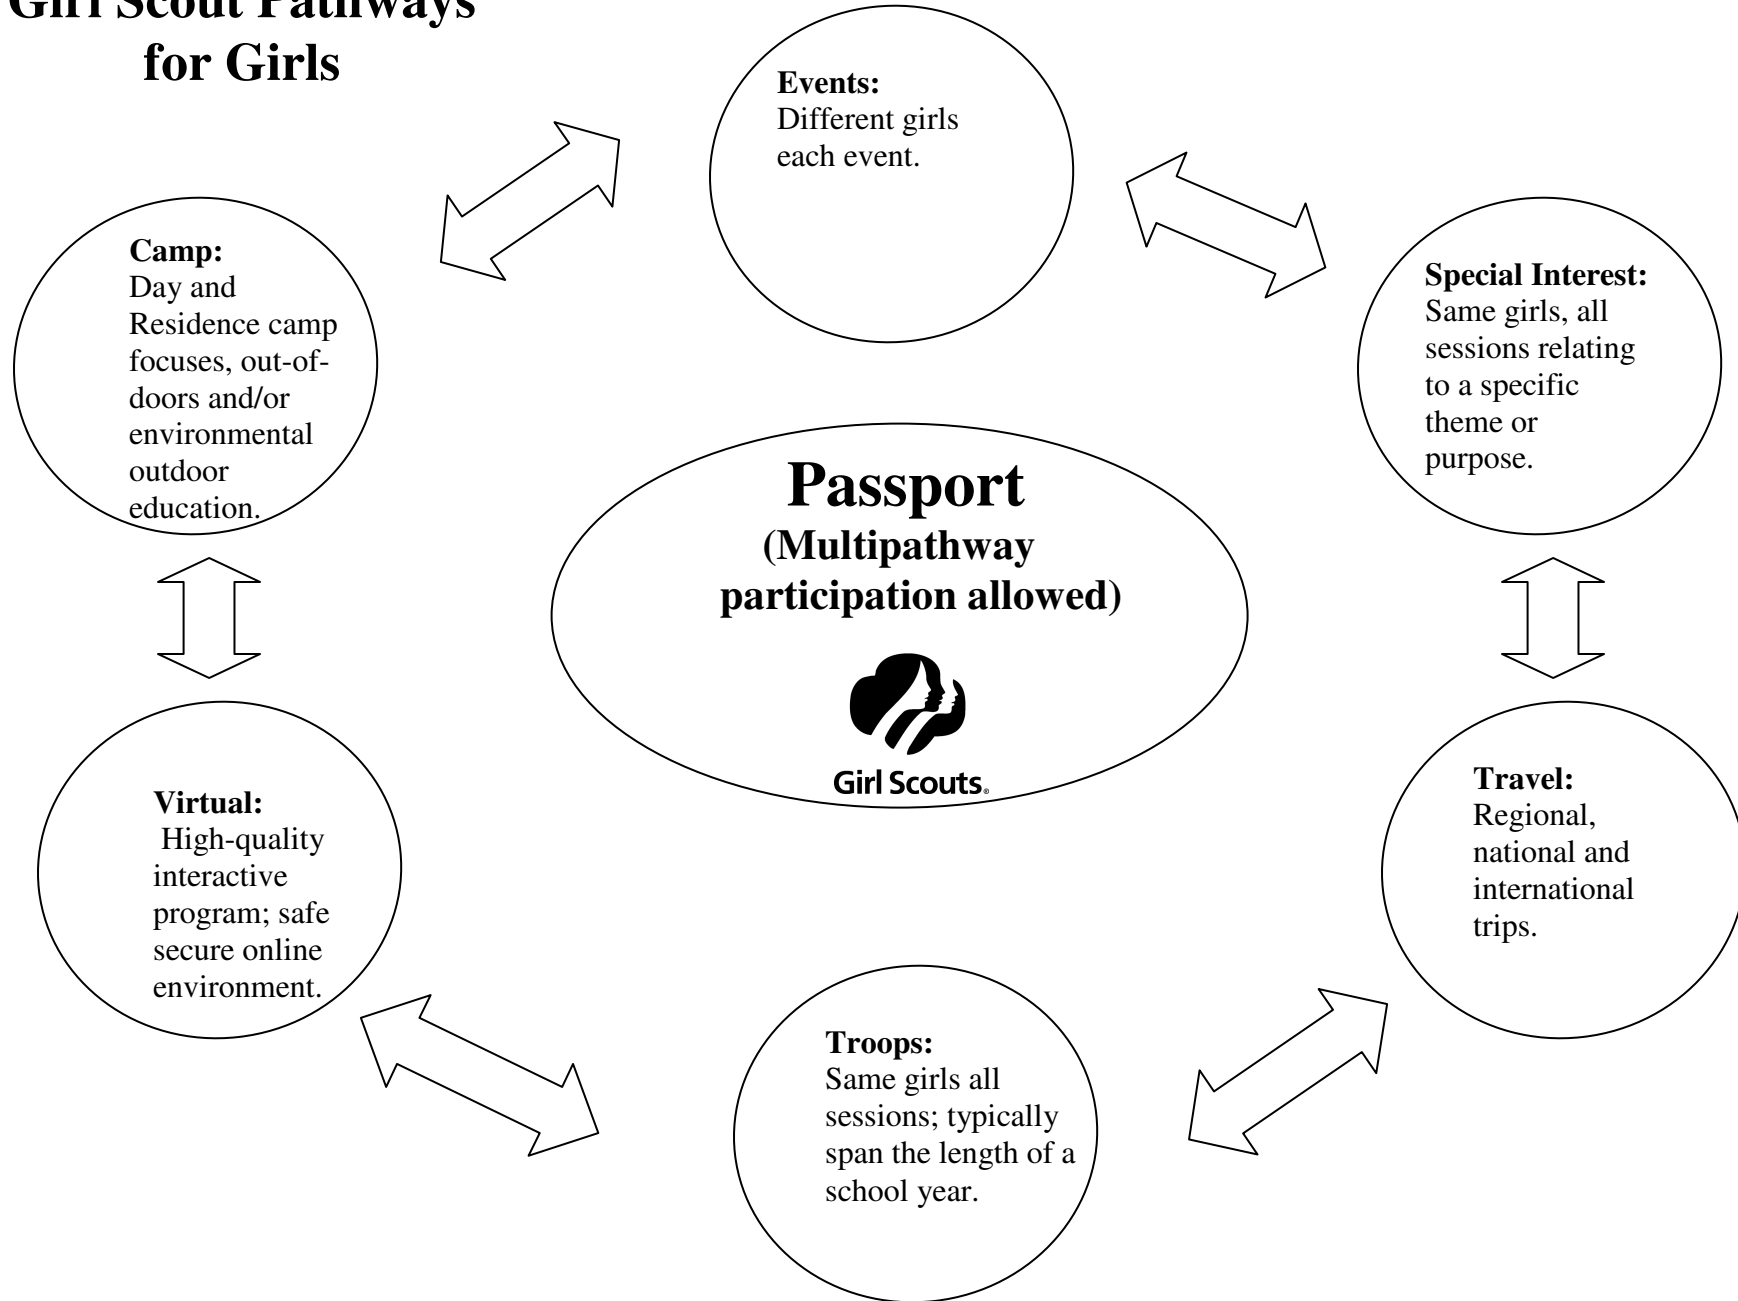 Girl Scout Pathways
for Girls
Events:
Different girls
each event.
Camp:
Day and
Residence camp
focuses, out-of-
doors and/or
environmental
outdoor
education.
Special Interest:
Same girls, all
sessions relating
to a specific
theme or
purpose.
Passport
(Multipathway
participation allowed)
Girl Scouts®
Virtual:
High-quality
interactive
program; safe
secure online
environment.
Travel:
Regional,
national and
international
trips.
Troops:
Same girls all
sessions; typically
span the length of a
school year.